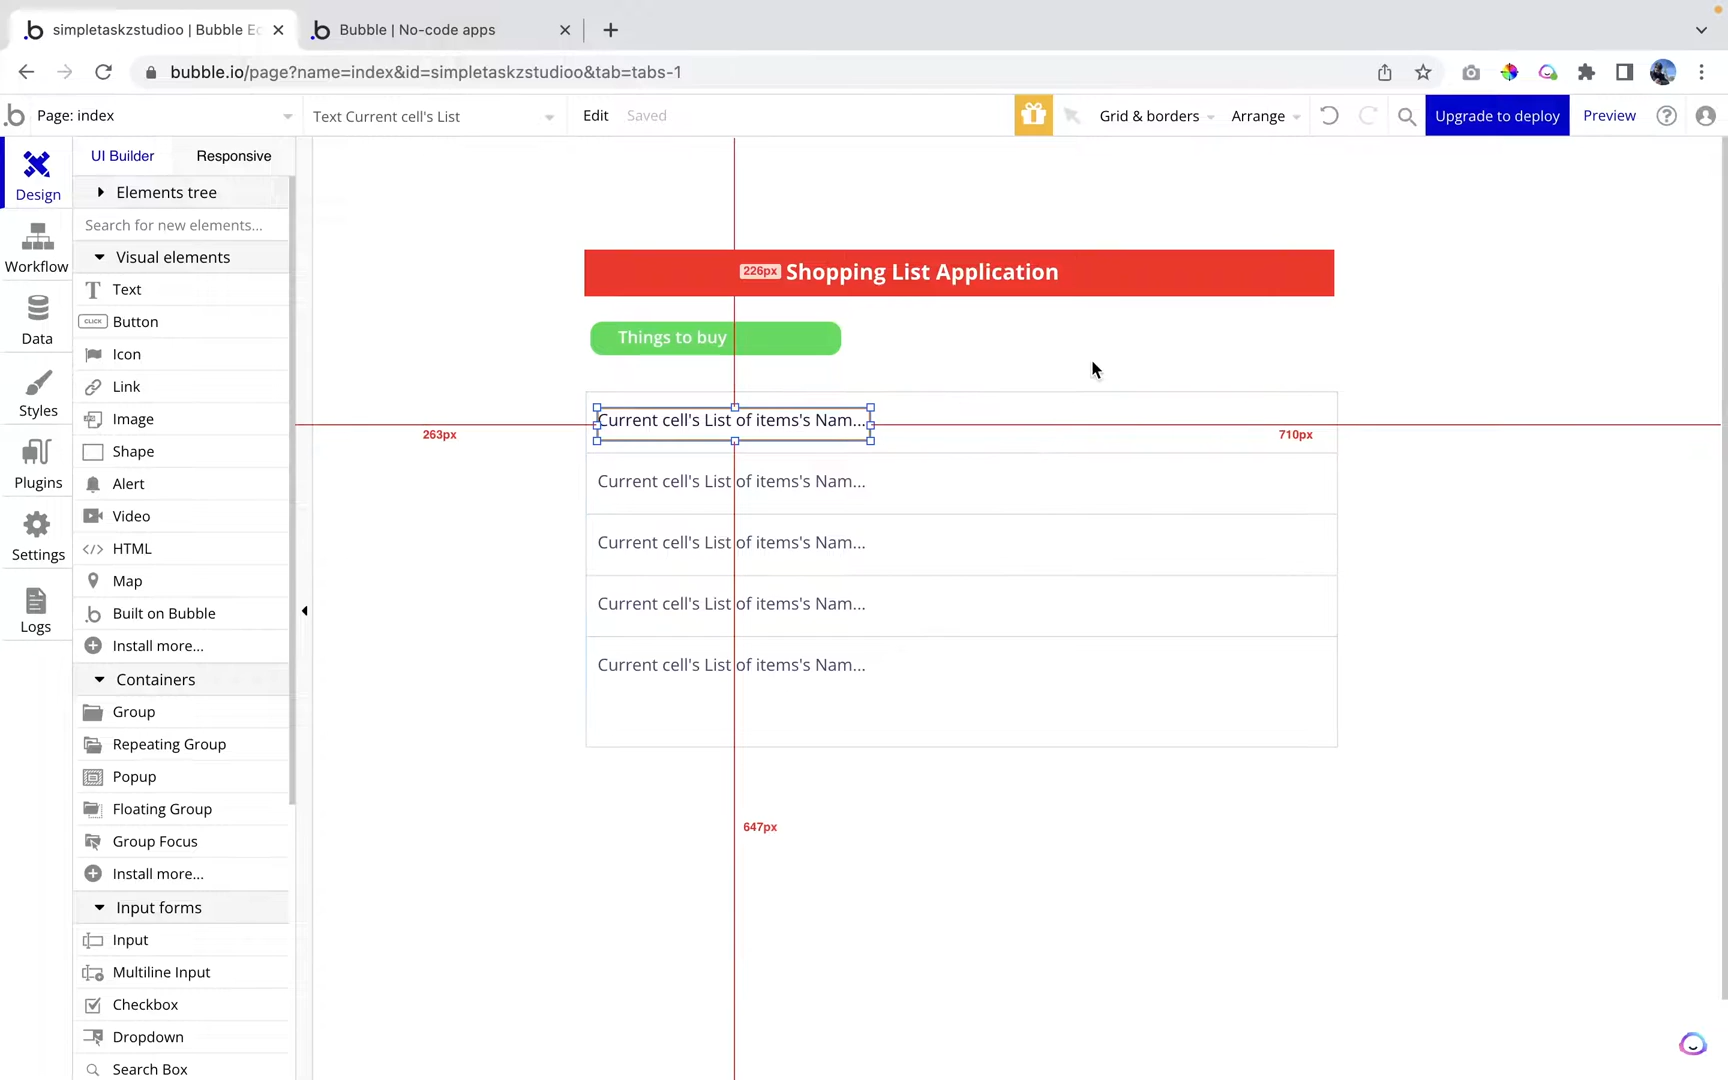 simpletaskzstudioo | Bubble Ec
Bubble | No-code apps
bubble.io/page?name=index&id=simpletaskzstudioo&tab=tabs-1
Page: index
Text Current cell's List
Edit
Saved
Grid & borders
Arrange
Upgrade to deploy
Preview
Design
Workflow
Data
Styles
Plugins
Settings
Logs
UI Builder
Responsive
Elements tree
Search for new elements...
Visual elements
Text
CLICK
Button
Icon
Link
Image
Shape
Alert
Video
HTML
Map
Built on Bubble
Install more...
Containers
Group
Repeating Group
Popup
Floating Group
Group Focus
Install more...
Input forms
Input
Multiline Input
Checkbox
Dropdown
Search Box
226px
Shopping List Application
Things to buy
Current cell's List of items's Nam...
263px
710px
Current cell's List of items's Nam...
Current cell's List of items's Nam...
Current cell's List of items's Nam...
Current cell's List of items's Nam...
647px